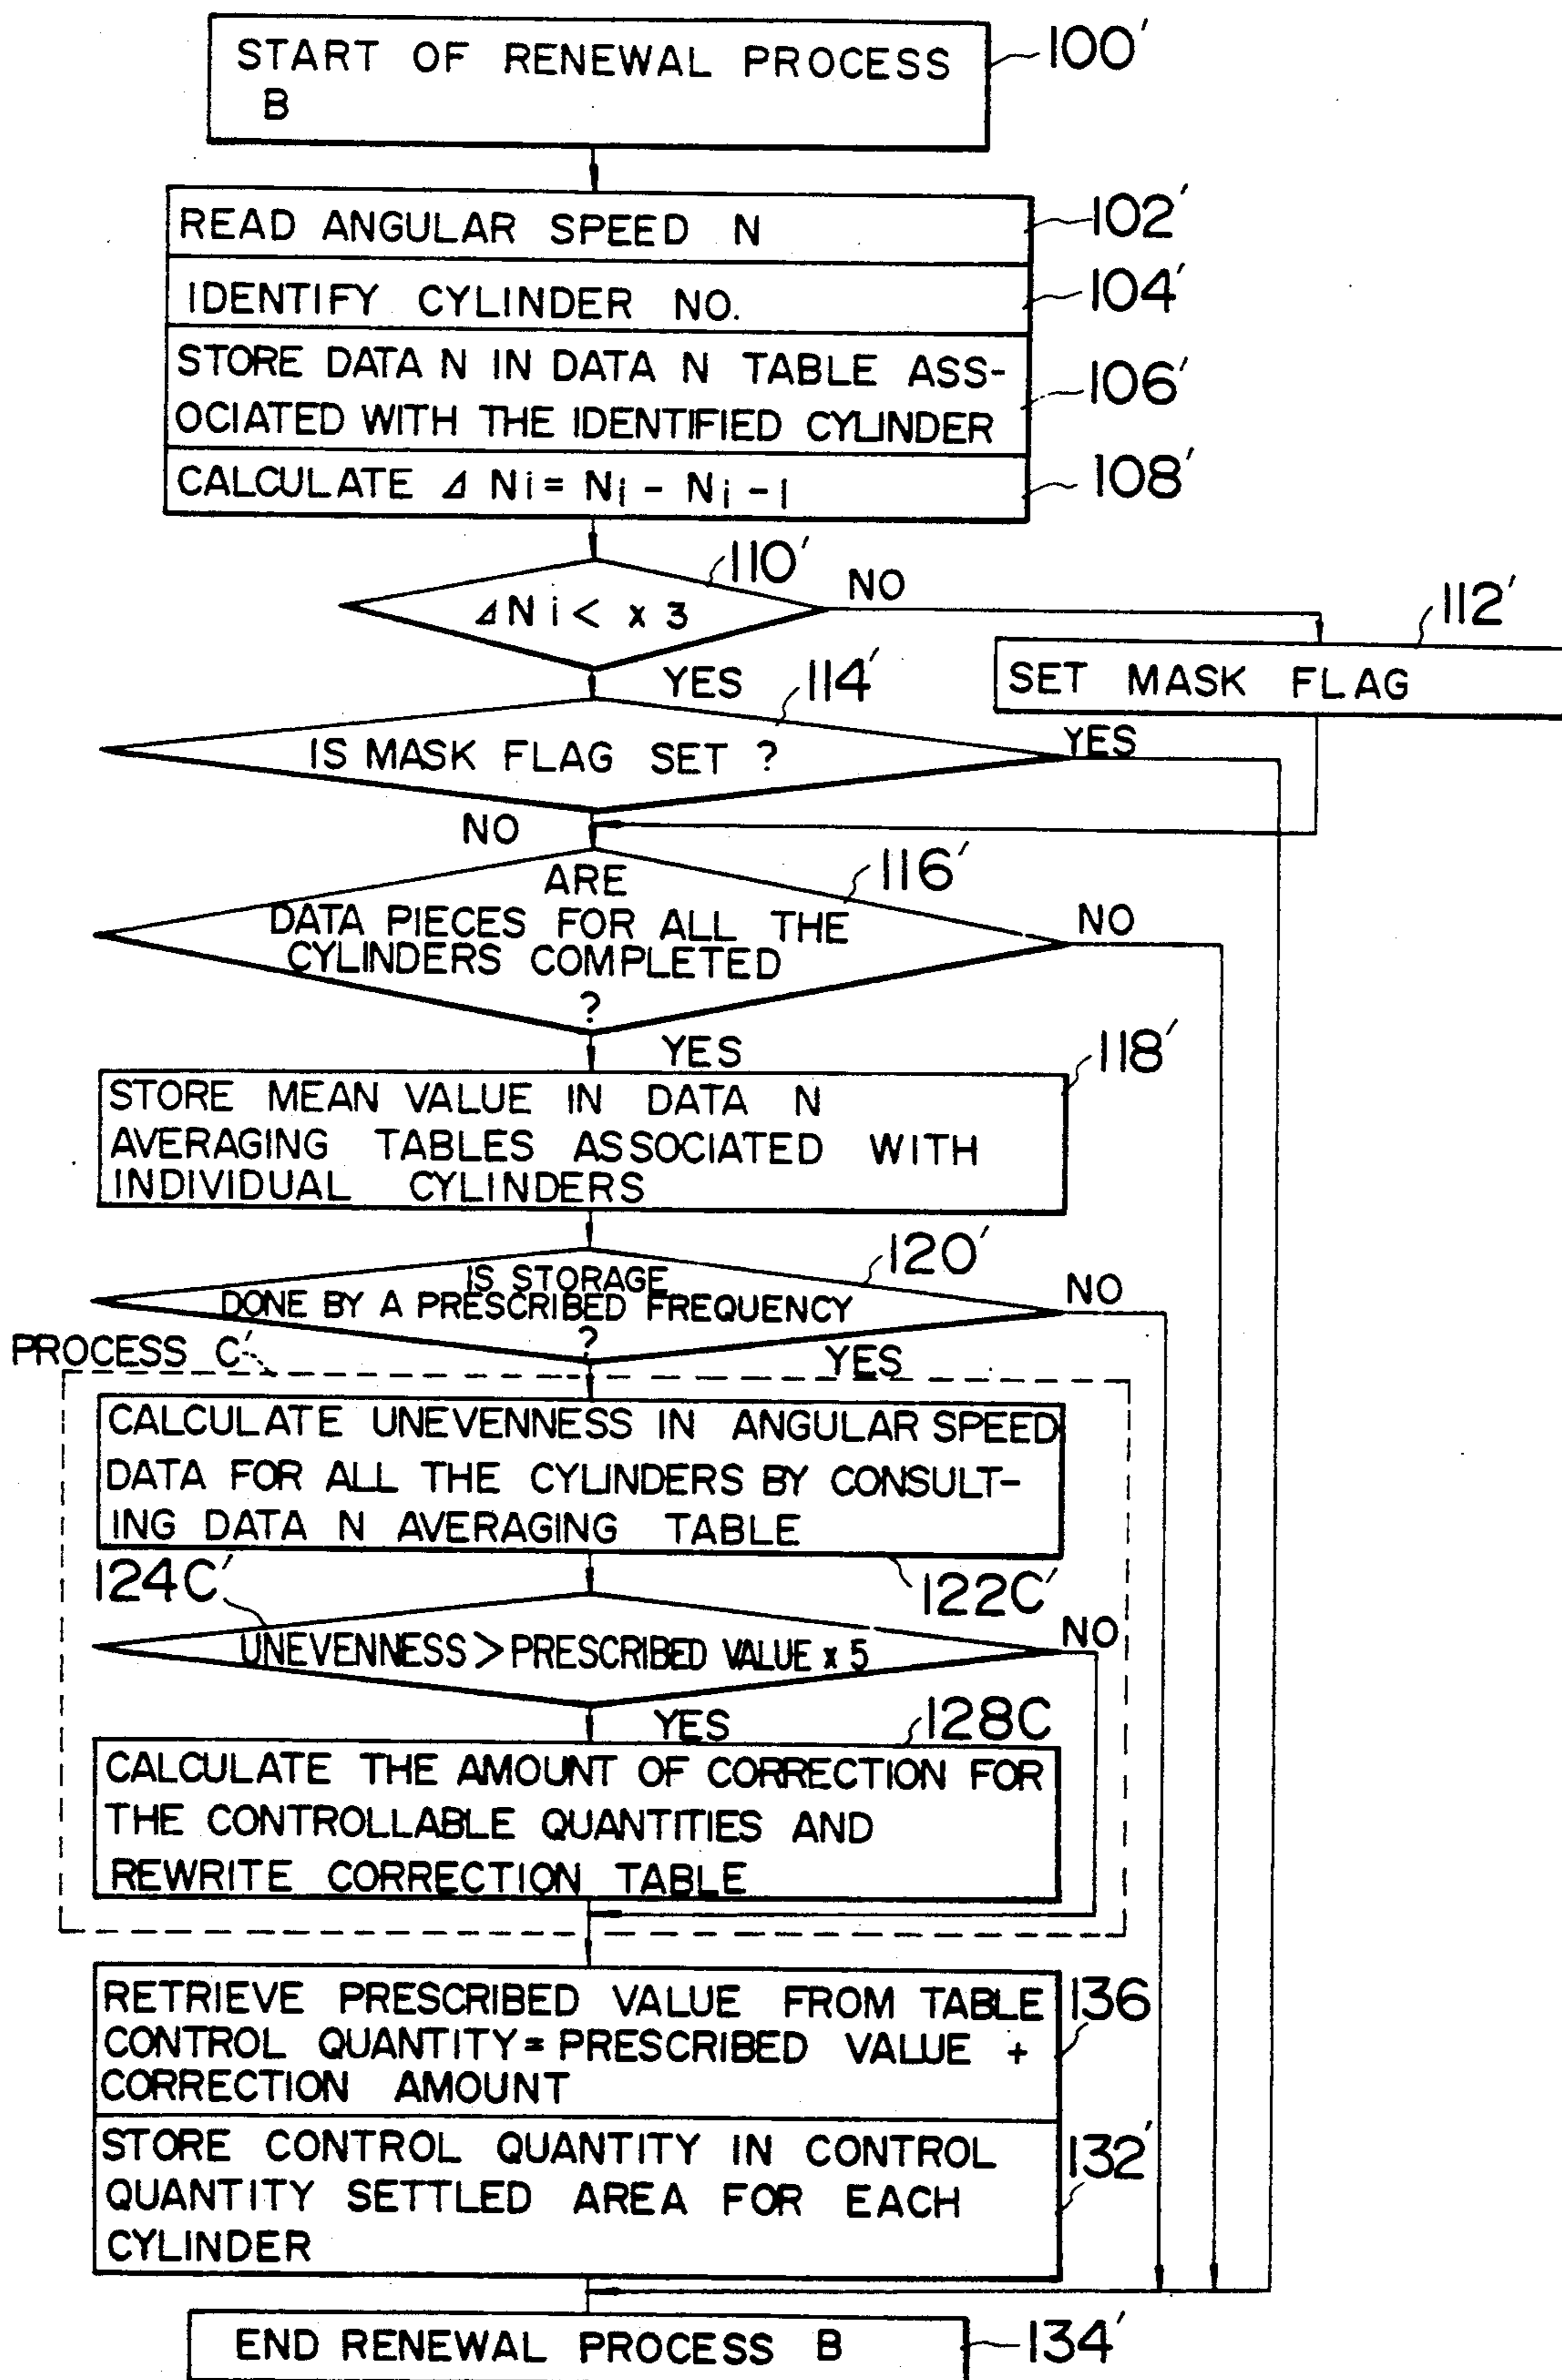 START OF RENEWAL PROCESS
B
100'
READ ANGULAR SPEED N
102'
IDENTIFY CYLINDER NO.
104'
STORE DATA N IN DATA N TABLE ASS-
OCIATED WITH THE IDENTIFIED CYLINDER
106'
CALCULATE ⊿ Ni = Ni - Ni - 1
108'
110'
⊿Ni < x 3
NO
112'
SET MASK FLAG
YES
114'
IS MASK FLAG SET ?
YES
NO
116'
ARE
DATA PIECES FOR ALL THE
CYLINDERS COMPLETED
?
NO
YES
118'
STORE MEAN VALUE IN DATA N
AVERAGING TABLES ASSOCIATED WITH
INDIVIDUAL CYLINDERS
120'
IS STORAGE
DONE BY A PRESCRIBED FREQUENCY
?
NO
YES
PROCESS C'
CALCULATE UNEVENNESS IN ANGULAR SPEED
DATA FOR ALL THE CYLINDERS BY CONSULT-
ING DATA N AVERAGING TABLE
124C'
122C'
UNEVENNESS > PRESCRIBED VALUE x 5
NO
YES
128C
CALCULATE THE AMOUNT OF CORRECTION FOR
THE CONTROLLABLE QUANTITIES AND
REWRITE CORRECTION TABLE
RETRIEVE PRESCRIBED VALUE FROM TABLE
CONTROL QUANTITY = PRESCRIBED VALUE +
CORRECTION AMOUNT
136
STORE CONTROL QUANTITY IN CONTROL
QUANTITY SETTLED AREA FOR EACH
CYLINDER
132'
END RENEWAL PROCESS B
134'